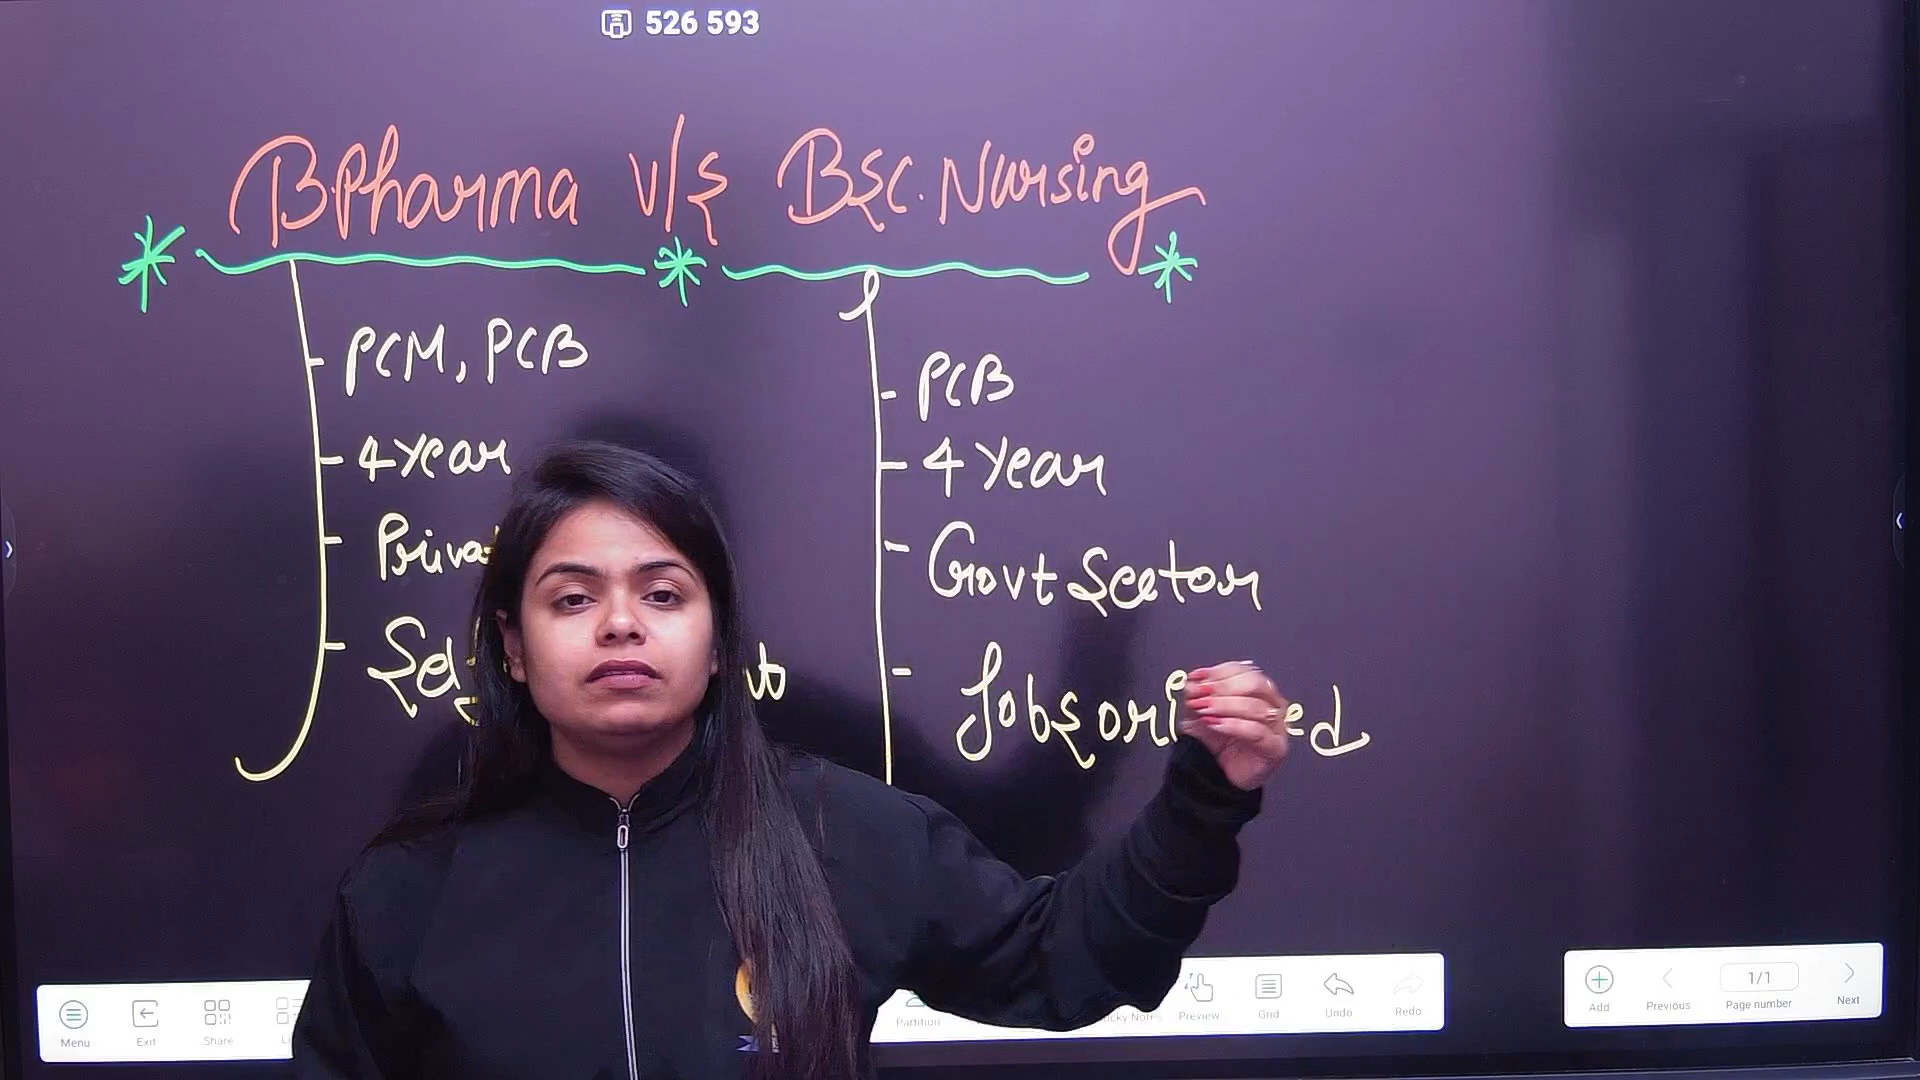 526 593
B.Pharma v/s BSC. Nursing
PCM, PCB
4 Year
PCB
4 Year
Govt Sector
Menu
Exit
Share
Partition
Preview
Grid
Undo
Redo
Add
Previous
1/1
Page number
Next